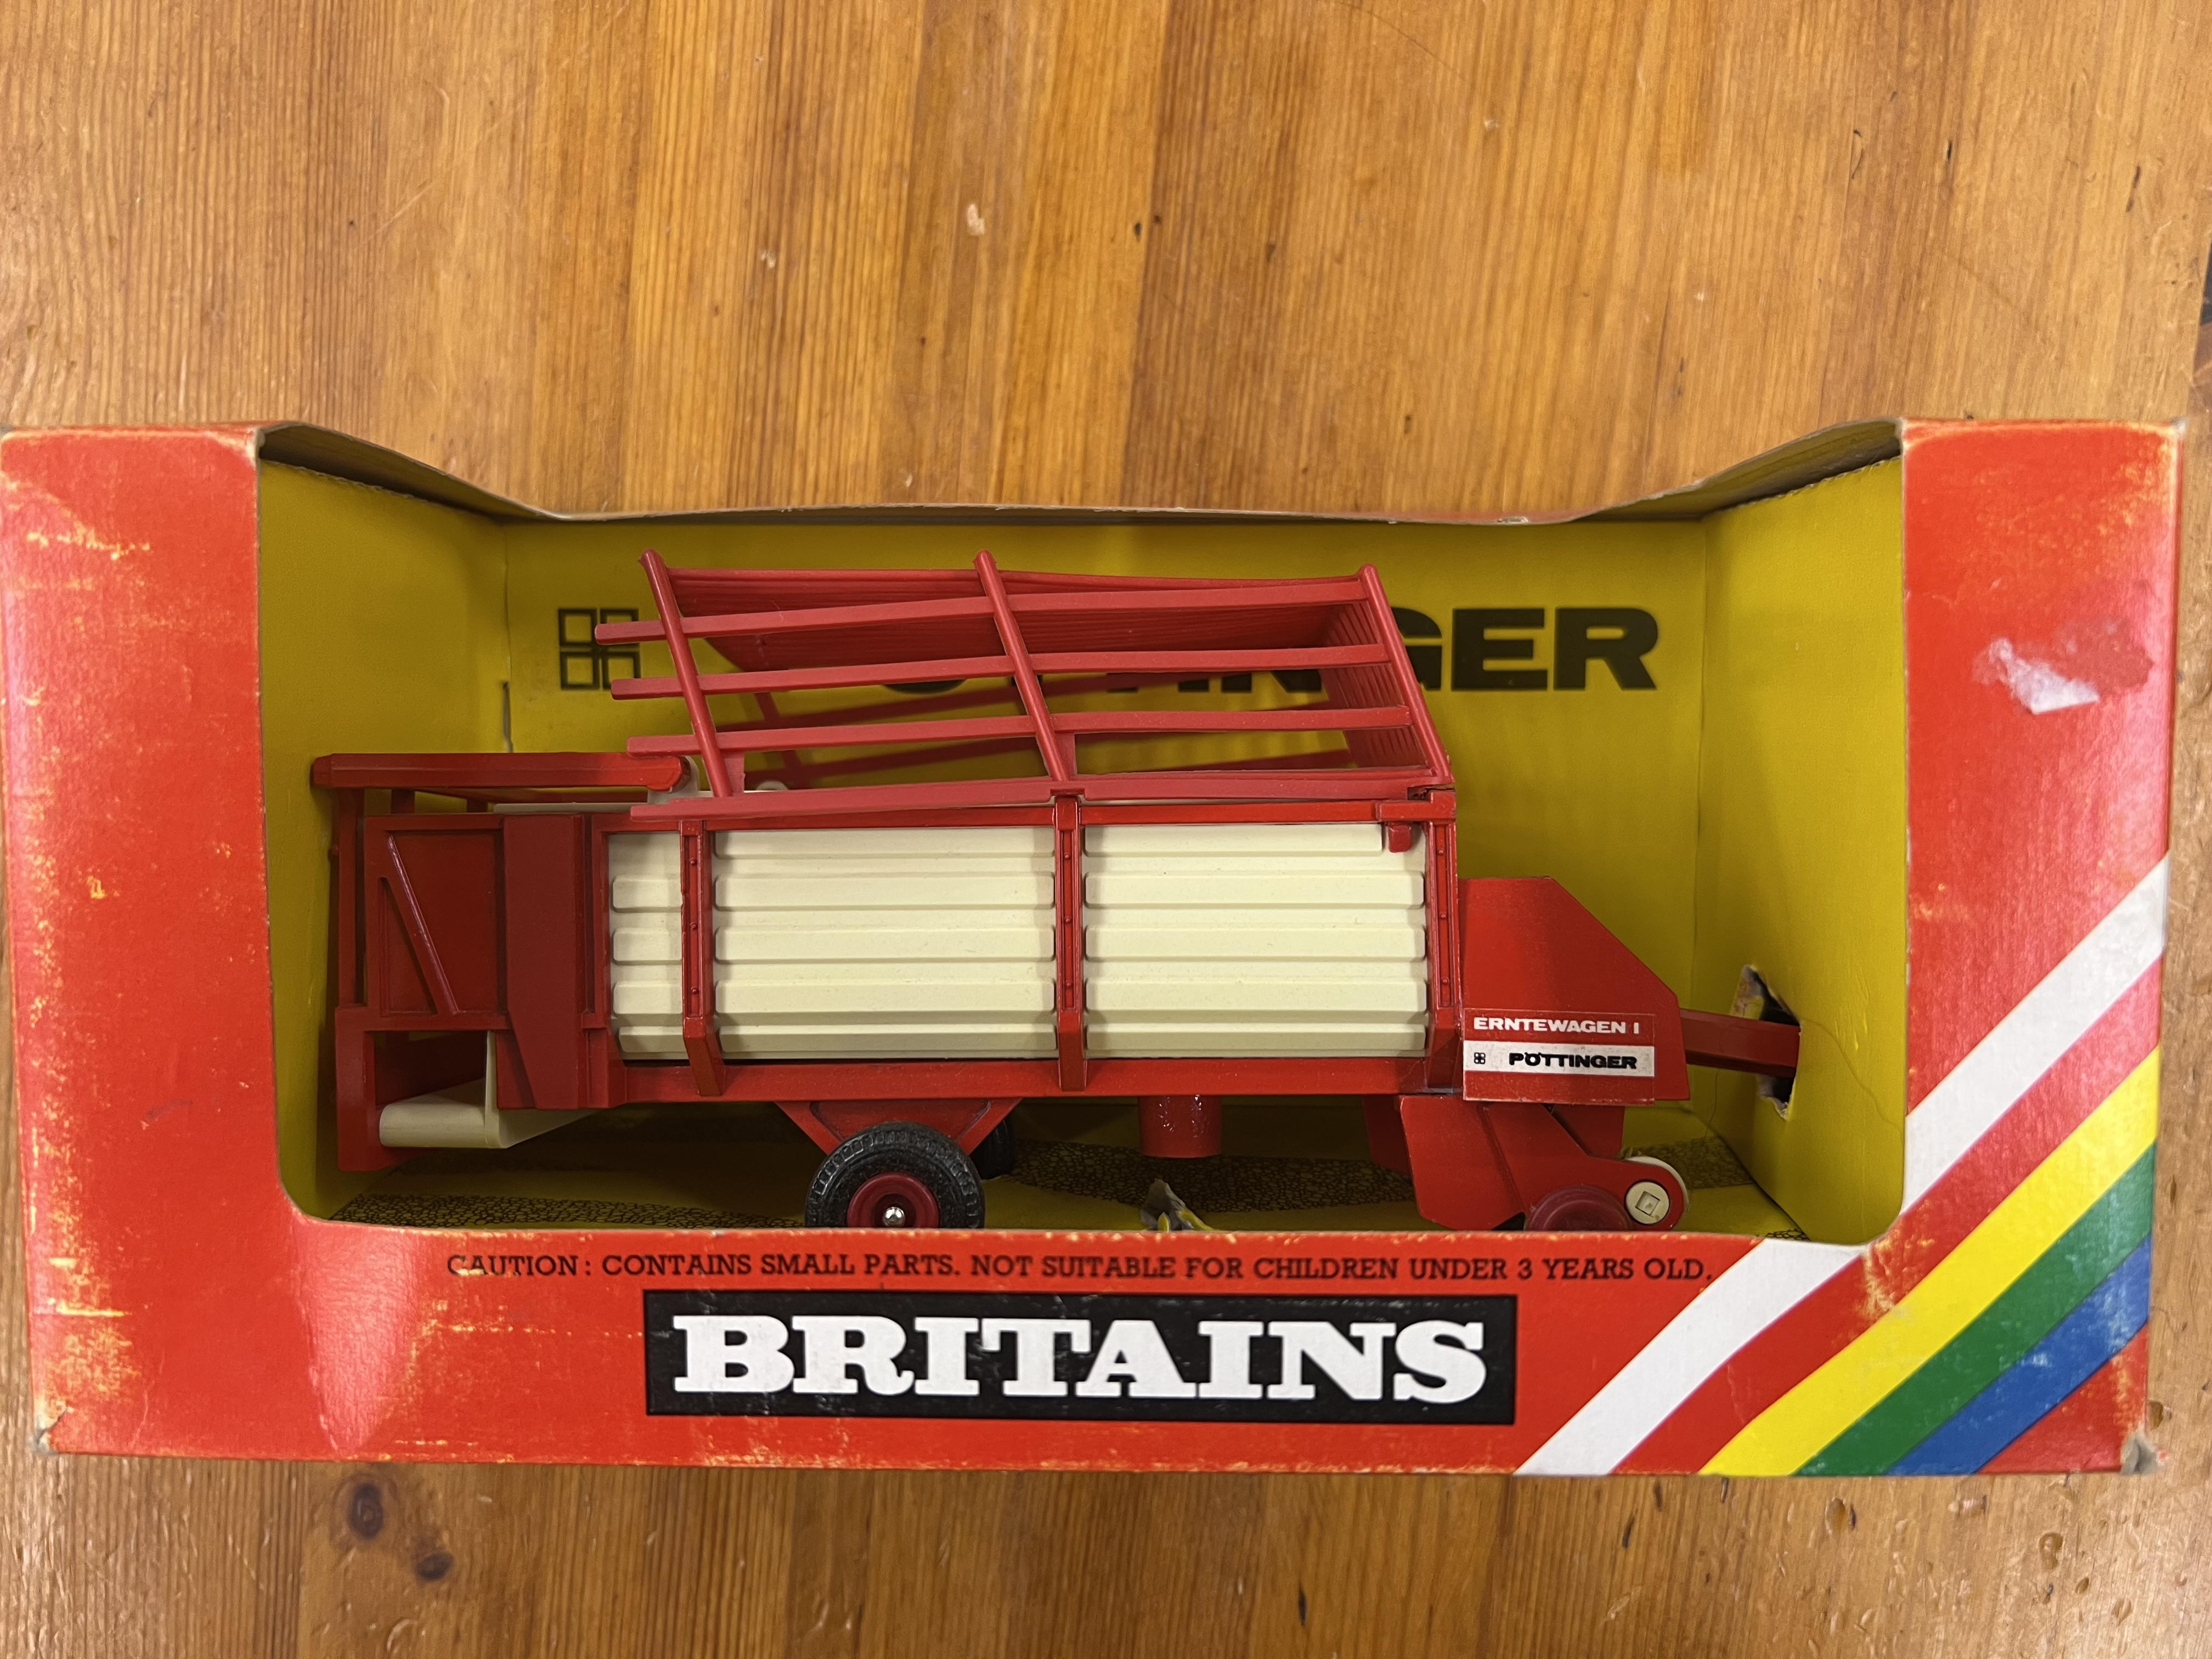 ERNTEWAGEN I
PÖTTINGER
CAUTION: CONTAINS SMALL PARTS. NOT SUITABLE FOR CHILDREN UNDER 3 YEARS OLD.
BRITAINS